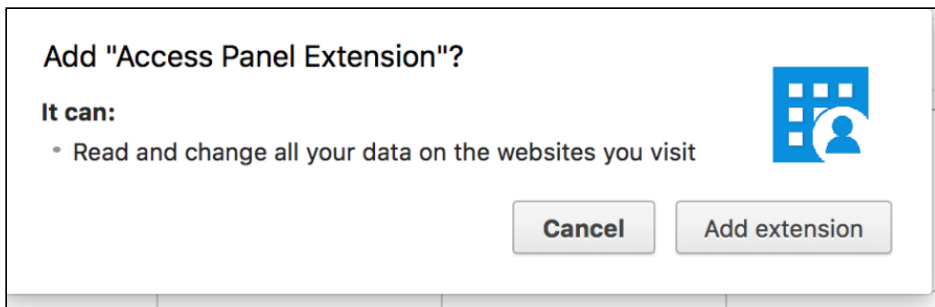 Add "Access Panel Extension"?
It can:
• Read and change all your data on the websites you visit
Cancel
Add extension